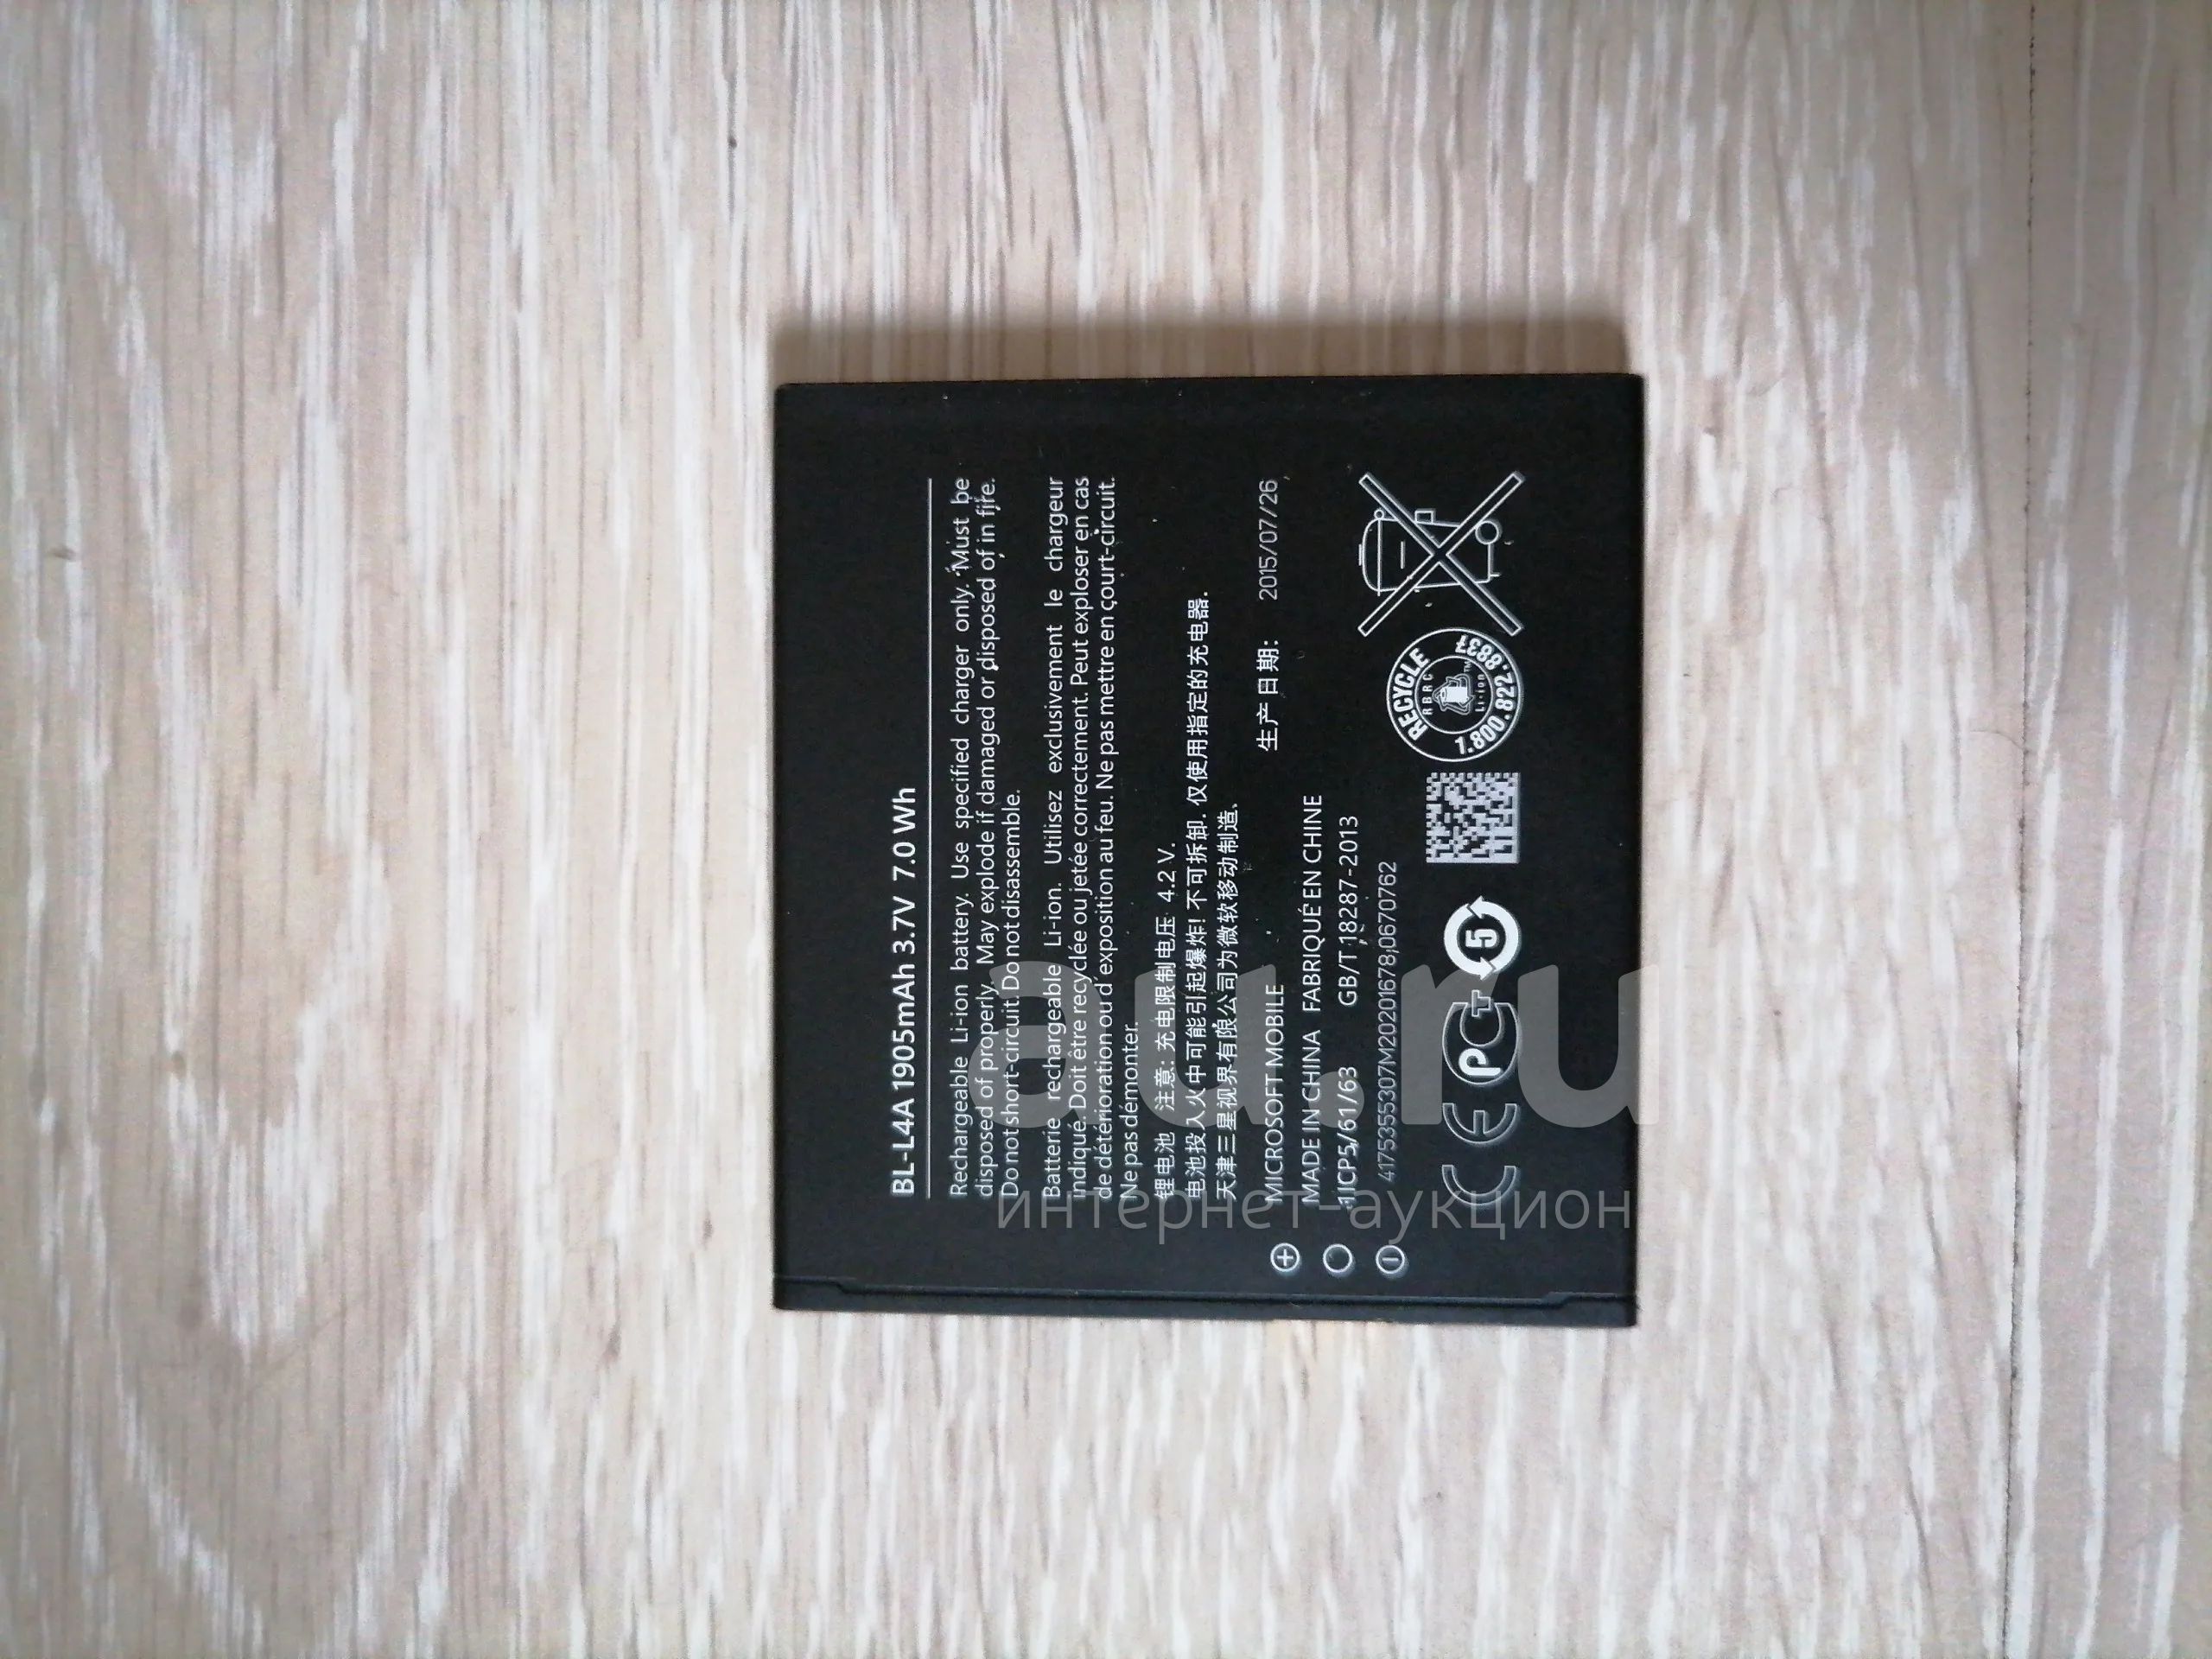 BL-L4A 1905mAh 3.7V 7.0 Wh
Rechargeable Li-ion battery. Use specified charger only. Must be
disposed of properly. May explode if damaged or disposed of in fire.
Do not short-circuit. Do not disassemble.
Batterie rechargeable Li-ion. Utilisez exclusivement le chargeur
indiqué. Doit être recyclée ou jetée correctement. Peut exploser en cas
de détérioration ou d'exposition au feu. Ne pas mettre en court-circuit.
Ne pas démonter.
锂电池 注意: 充电限制电压 4.2 V.
电池投入火中可能引起爆炸! 不可拆卸. 仅使用指定的充电器.
天津三星视界有限公司为微软移动制造.
生产日期: 2015/07/26
MICROSOFT MOBILE
MADE IN CHINA FABRIQUÉ EN CHINE
1ICP5/61/63 GB/T 18287-2013
4175355307M20201678;0670762
CE PCT 5
RECYCLE
RBRC
Li-ion TM
1.800.822.8837
au.ru
интернет-аукцион